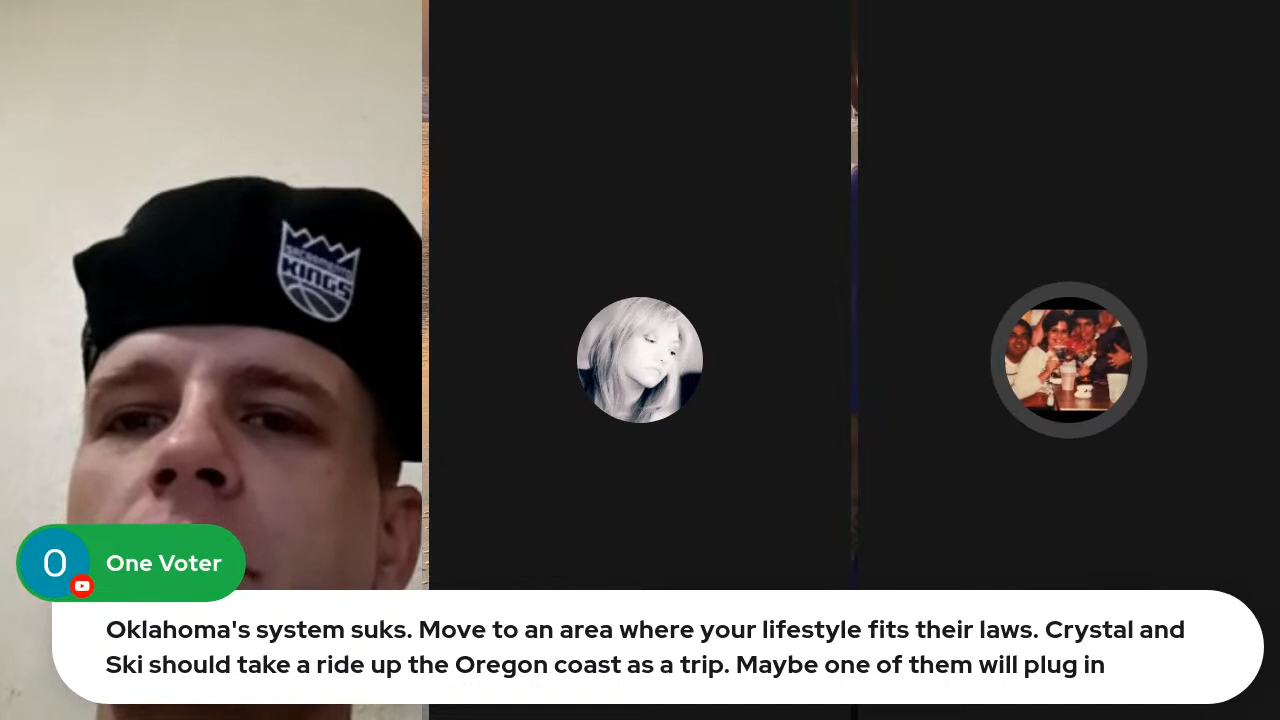 SACRAMENTO
KINGS
O
One Voter
Oklahoma's system suks. Move to an area where your lifestyle fits their laws. Crystal and
Ski should take a ride up the Oregon coast as a trip. Maybe one of them will plug in